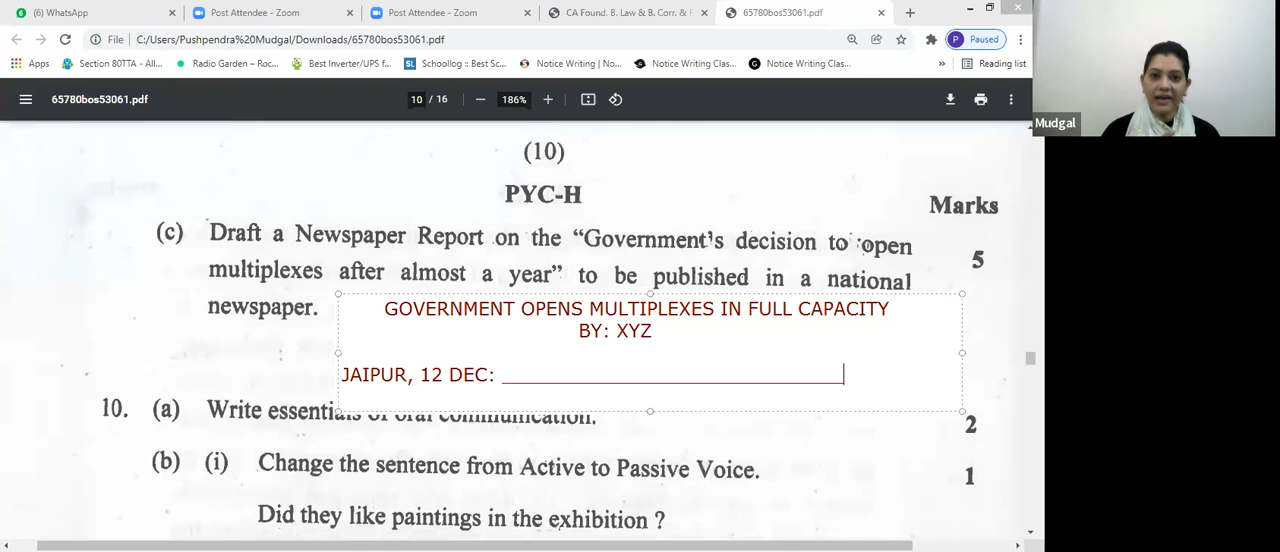 (6) WhatsApp
Post Attendee - Zoom
Post Attendee - Zoom
CA Found. B. Law & B. Corr. &
65780bos53061.pdf
File
C:/Users/Pushpendra%20Mudgal/Downloads/65780bos53061.pdf
P Paused
Apps
Section 80TTA - All...
Radio Garden – Roc...
Best Inverter/UPS f...
SL Schoollog :: Best Sc...
Notice Writing | No...
Notice Writing Clas...
Notice Writing Clas...
»
Reading list
65780bos53061.pdf
10 / 16
186%
Mudgal
(10)
PYC-H
Marks
(c) Draft a Newspaper Report on the “Government's decision to open
multiplexes after almost a year” to be published in a national
newspaper.
5
GOVERNMENT OPENS MULTIPLEXES IN FULL CAPACITY
BY: XYZ
JAIPUR, 12 DEC: ____________________________
10. (a) Write essentials of oral communication.
2
(b) (i) Change the sentence from Active to Passive Voice.
1
Did they like paintings in the exhibition ?